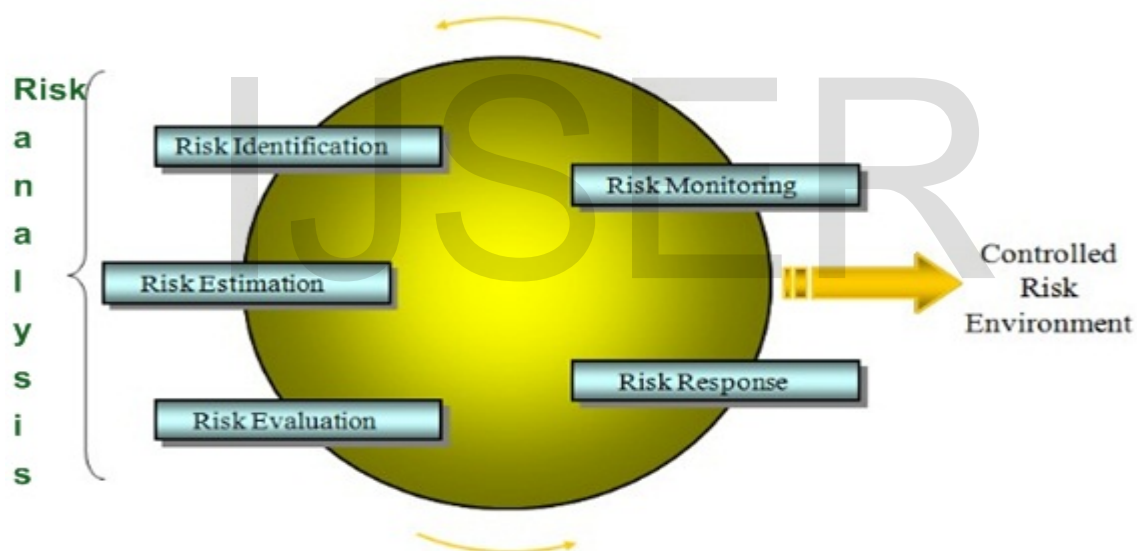 Risk
a
n
a
l
y
s
i
s
Risk Identification
Risk Estimation
Risk Evaluation
Risk Monitoring
Risk Response
Controlled
Risk
Environment
IJSER